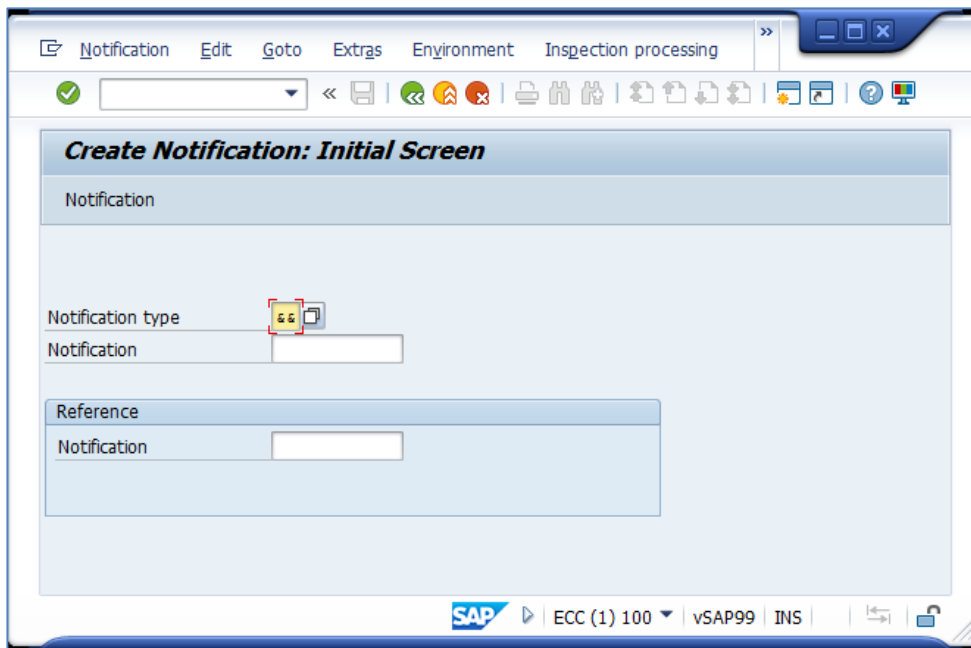 Notification Edit Goto Extras Environment Inspection processing »
«
Create Notification: Initial Screen
Notification
Notification type &&
Notification
Reference
Notification
SAP ECC (1) 100 vSAP99 INS